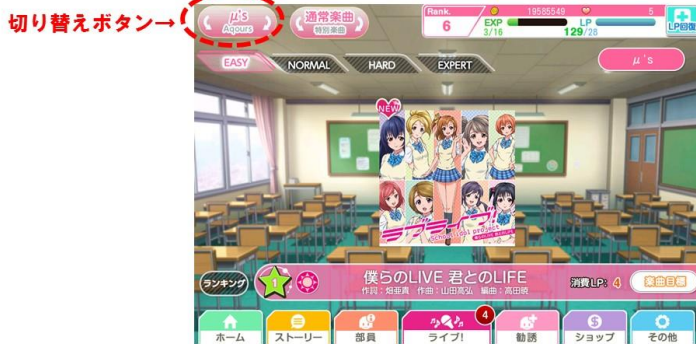 切り替えボタン→
μ's
Aqours
通常楽曲
特別楽曲
Rank.
6
EXP
3/16
19585549
5
LP
129/28
LP回復
EASY
NORMAL
HARD
EXPERT
μ's
NEW
ラブライブ!
School idol project
ランキング
1
僕らのLIVE 君とのLIFE
作詞:畑亜貴 作曲:山田高弘 編曲:高田暁
消費LP: 4
楽曲目標
ホーム
ストーリー
部員
ライブ!
4
勧誘
ショップ
その他